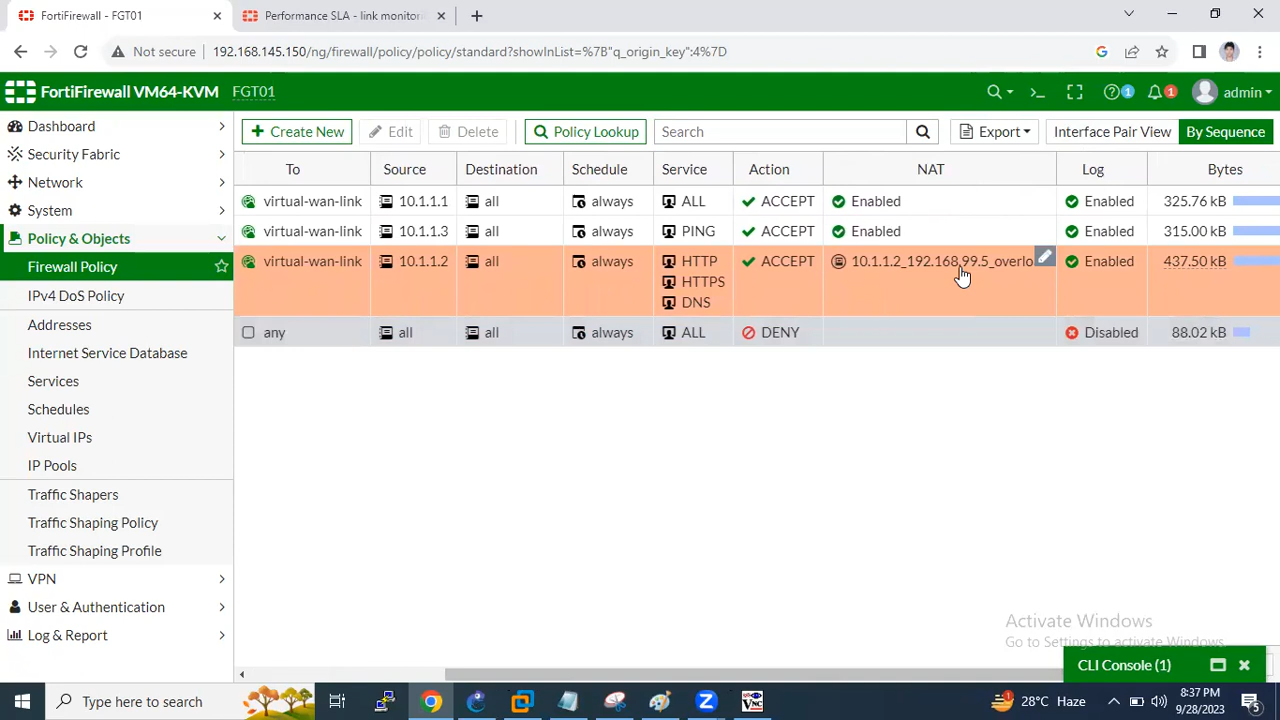 FortiFirewall - FGT01
Performance SLA - link monitorin
Not secure 192.168.145.150/ng/firewall/policy/policy/standard?showInList=%7B"q_origin_key":4%7D
FortiFirewall VM64-KVM FGT01
1 1 admin
Dashboard
Security Fabric
Network
System
Policy & Objects
Firewall Policy
IPv4 DoS Policy
Addresses
Internet Service Database
Services
Schedules
Virtual IPs
IP Pools
Traffic Shapers
Traffic Shaping Policy
Traffic Shaping Profile
VPN
User & Authentication
Log & Report
+ Create New Edit Delete Policy Lookup Search Export Interface Pair View By Sequence
To Source Destination Schedule Service Action NAT Log Bytes
virtual-wan-link 10.1.1.1 all always ALL ACCEPT Enabled Enabled 325.76 kB
virtual-wan-link 10.1.1.3 all always PING ACCEPT Enabled Enabled 315.00 kB
virtual-wan-link 10.1.1.2 all always HTTP ACCEPT 10.1.1.2_192.168.99.5_overlo Enabled 437.50 kB
HTTPS
DNS
any all all always ALL DENY Disabled 88.02 kB
Activate Windows
Go to Settings to activate Windows.
CLI Console (1)
Type here to search
28°C Haze
8:37 PM
9/28/2023
5